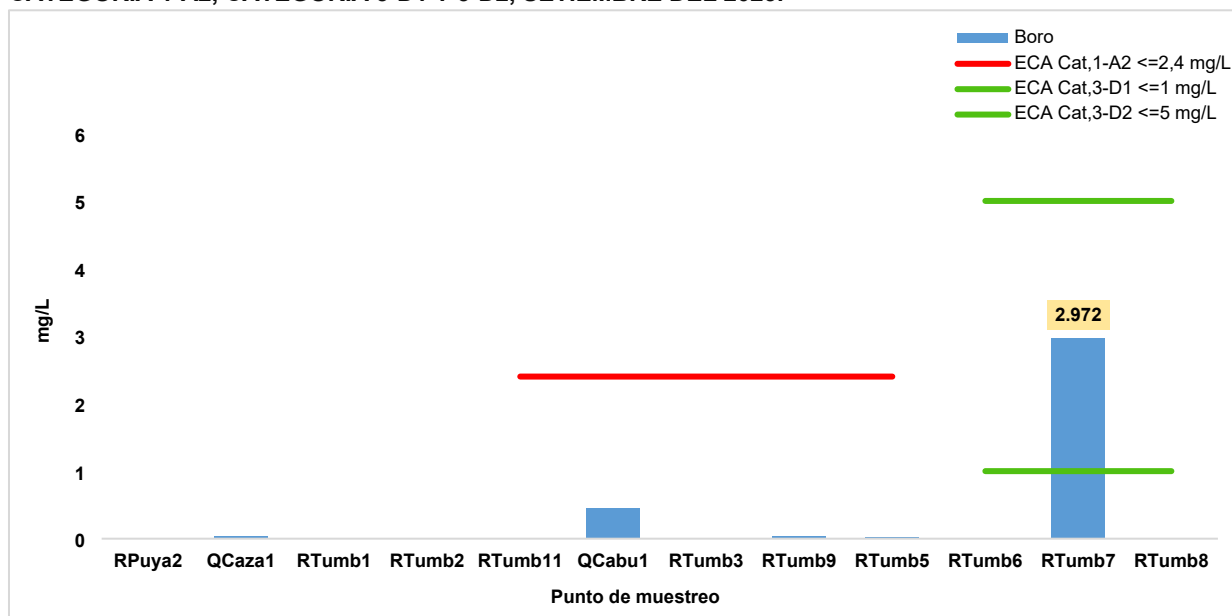 Boro
ECA Cat,1-A2 <=2,4 mg/L
ECA Cat,3-D1 <=1 mg/L
ECA Cat,3-D2 <=5 mg/L
6
5
4
3
2
1
0
mg/L
2.972
RPuya2 QCaza1 RTumb1 RTumb2 RTumb11 QCabu1 RTumb3 RTumb9 RTumb5 RTumb6 RTumb7 RTumb8
Punto de muestreo